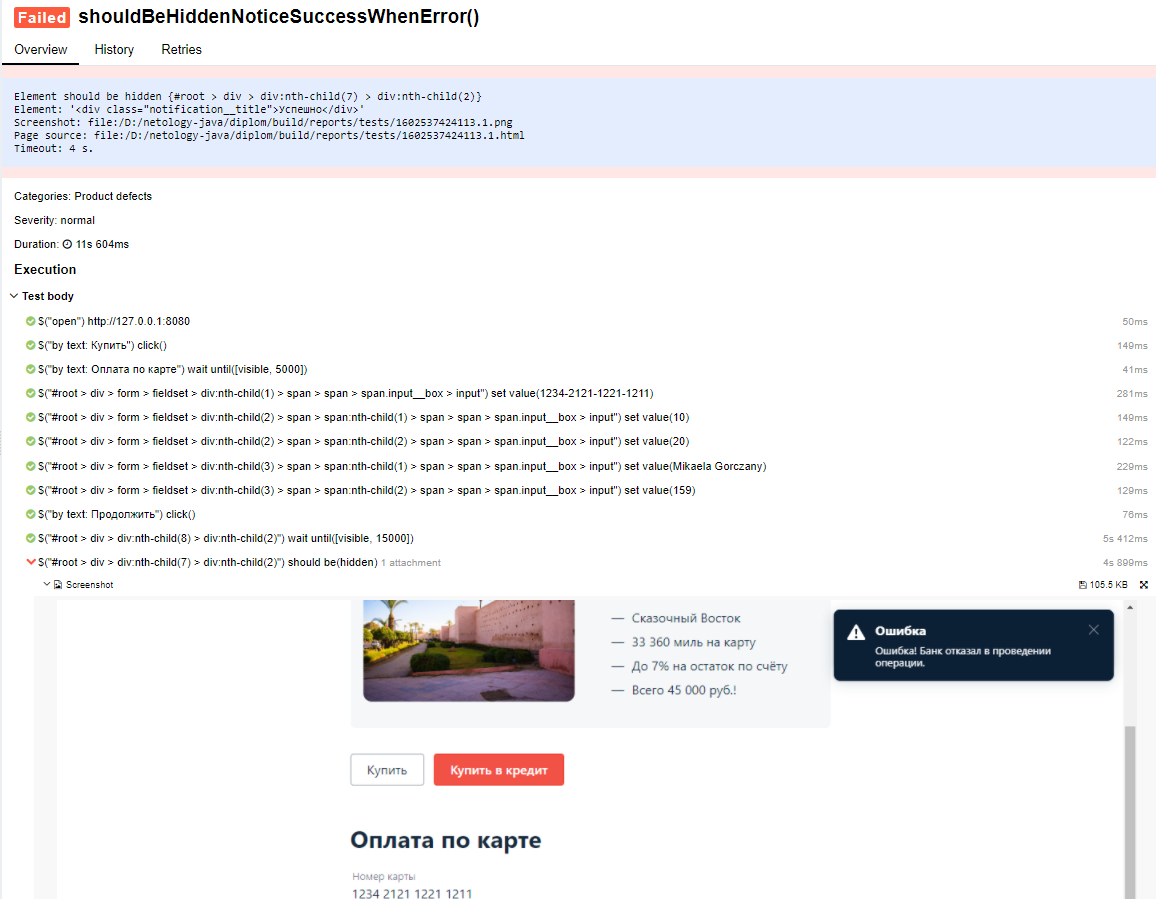 Failed shouldBeHiddenNoticeSuccessWhenError()
Overview History Retries
Element should be hidden {#root > div > div:nth-child(7) > div:nth-child(2)}
Element: '<div class="notification__title">Успешно</div>'
Screenshot: file:/D:/netology-java/diplom/build/reports/tests/1602537424113.1.png
Page source: file:/D:/netology-java/diplom/build/reports/tests/1602537424113.1.html
Timeout: 4 s.
Categories: Product defects
Severity: normal
Duration: 11s 604ms
Execution
Test body
$("open") http://127.0.0.1:8080 50ms
$("by text: Купить") click() 149ms
$("by text: Оплата по карте") wait until([visible, 5000]) 41ms
$("#root > div > form > fieldset > div:nth-child(1) > span > span > span.input__box > input") set value(1234-2121-1221-1211) 281ms
$("#root > div > form > fieldset > div:nth-child(2) > span > span:nth-child(1) > span > span > span.input__box > input") set value(10) 149ms
$("#root > div > form > fieldset > div:nth-child(2) > span > span:nth-child(2) > span > span > span.input__box > input") set value(20) 122ms
$("#root > div > form > fieldset > div:nth-child(3) > span > span:nth-child(1) > span > span > span.input__box > input") set value(Mikaela Gorczany) 229ms
$("#root > div > form > fieldset > div:nth-child(3) > span > span:nth-child(2) > span > span > span.input__box > input") set value(159) 129ms
$("by text: Продолжить") click() 76ms
$("#root > div > div:nth-child(8) > div:nth-child(2)") wait until([visible, 15000]) 5s 412ms
$("#root > div > div:nth-child(7) > div:nth-child(2)") should be(hidden) 1 attachment 4s 899ms
Screenshot 105.5 KB
— Сказочный Восток
— 33 360 миль на карту
— До 7% на остаток по счёту
— Всего 45 000 руб.!
Ошибка
Ошибка! Банк отказал в проведении
операции.
Купить Купить в кредит
Оплата по карте
Номер карты
1234 2121 1221 1211